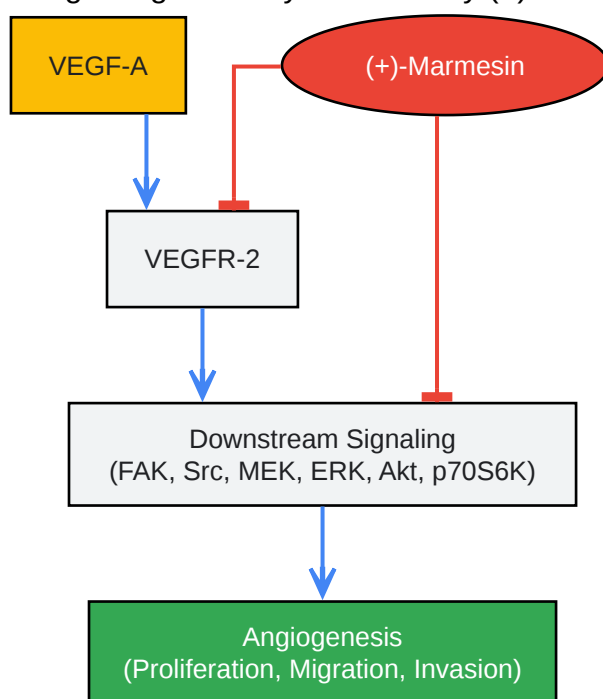 VEGF-A
(+)-Marmesin
VEGFR-2
Downstream Signaling
(FAK, Src, MEK, ERK, Akt, p70S6K)
Angiogenesis
(Proliferation, Migration, Invasion)